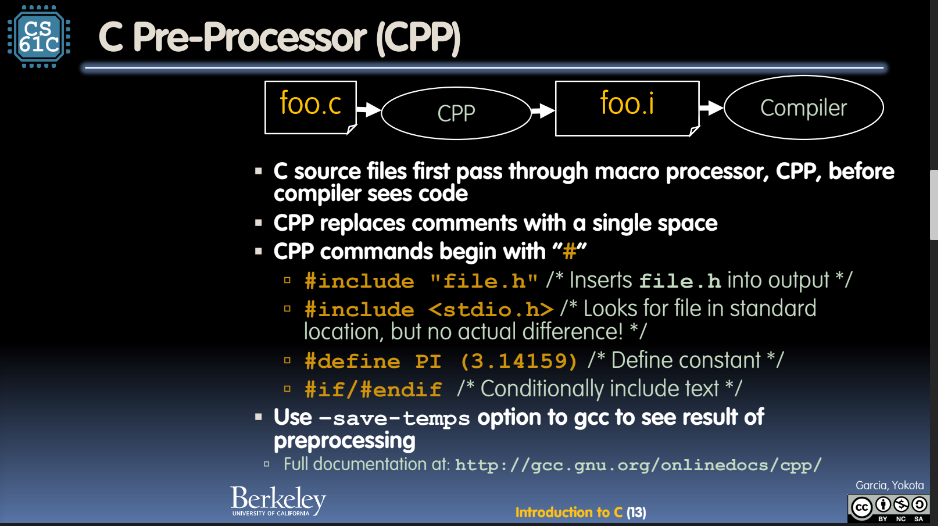 CS
61C
C Pre-Processor (CPP)
foo.c
CPP
foo.i
Compiler
▪ C source files first pass through macro processor, CPP, before
compiler sees code
▪ CPP replaces comments with a single space
▪ CPP commands begin with "#"
▫ #include "file.h" /* Inserts file.h into output */
▫ #include <stdio.h> /* Looks for file in standard
location, but no actual difference! */
▫ #define PI (3.14159) /* Define constant */
▫ #if/#endif /* Conditionally include text */
▪ Use –save-temps option to gcc to see result of
preprocessing
▫ Full documentation at: http://gcc.gnu.org/onlinedocs/cpp/
Berkeley
UNIVERSITY OF CALIFORNIA
Introduction to C (13)
Garcia, Yokota
cc
BY NC SA